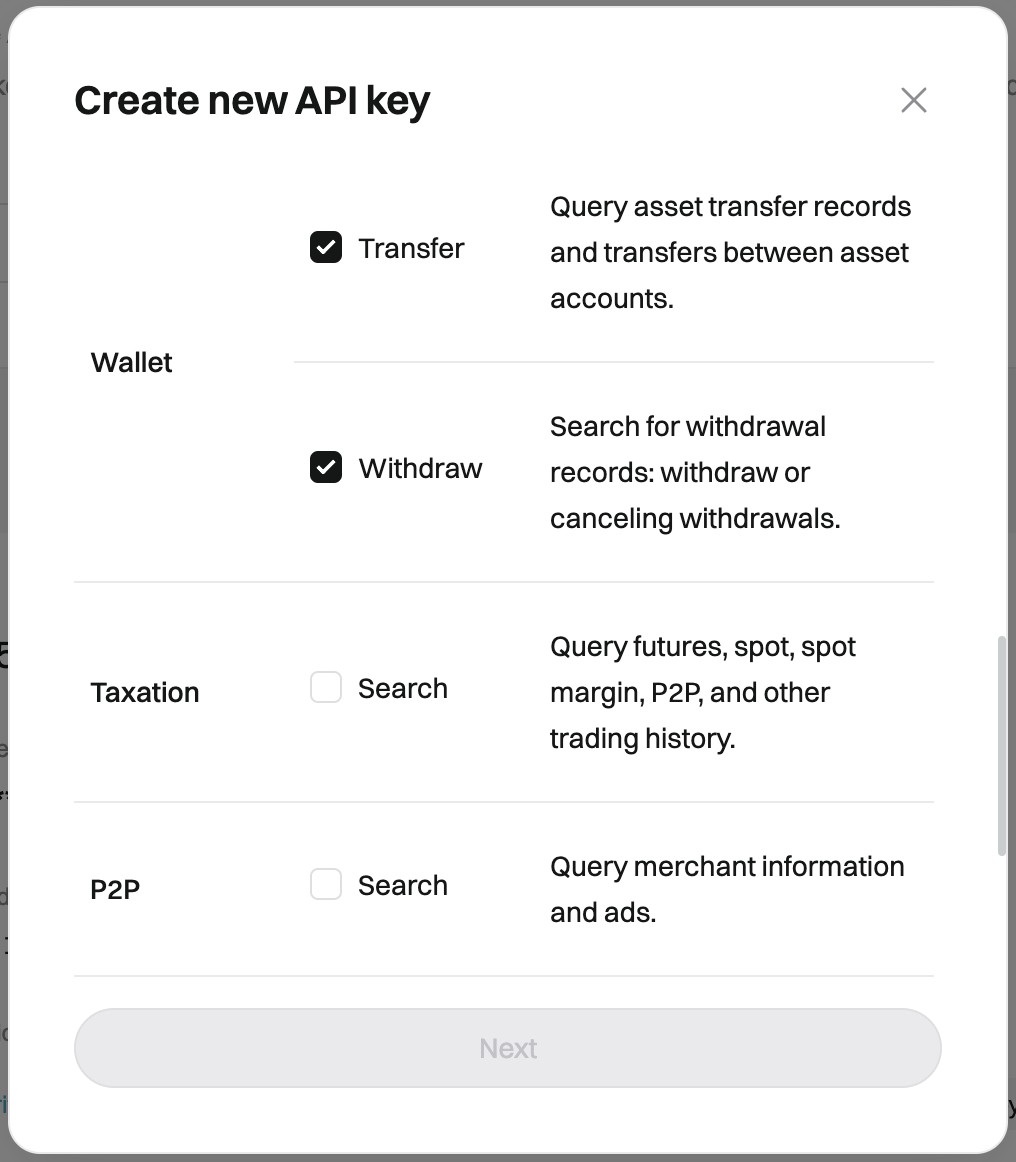 Create new API key
Query asset transfer records
Transfer
and transfers between asset
accounts.
Wallet
Search for withdrawal
Withdraw
records: withdraw or
canceling withdrawals.
Query futures, spot, spot
Taxation
Search
margin, P2P, and other
trading history.
Query merchant information
P2P
Search
and ads.
Next